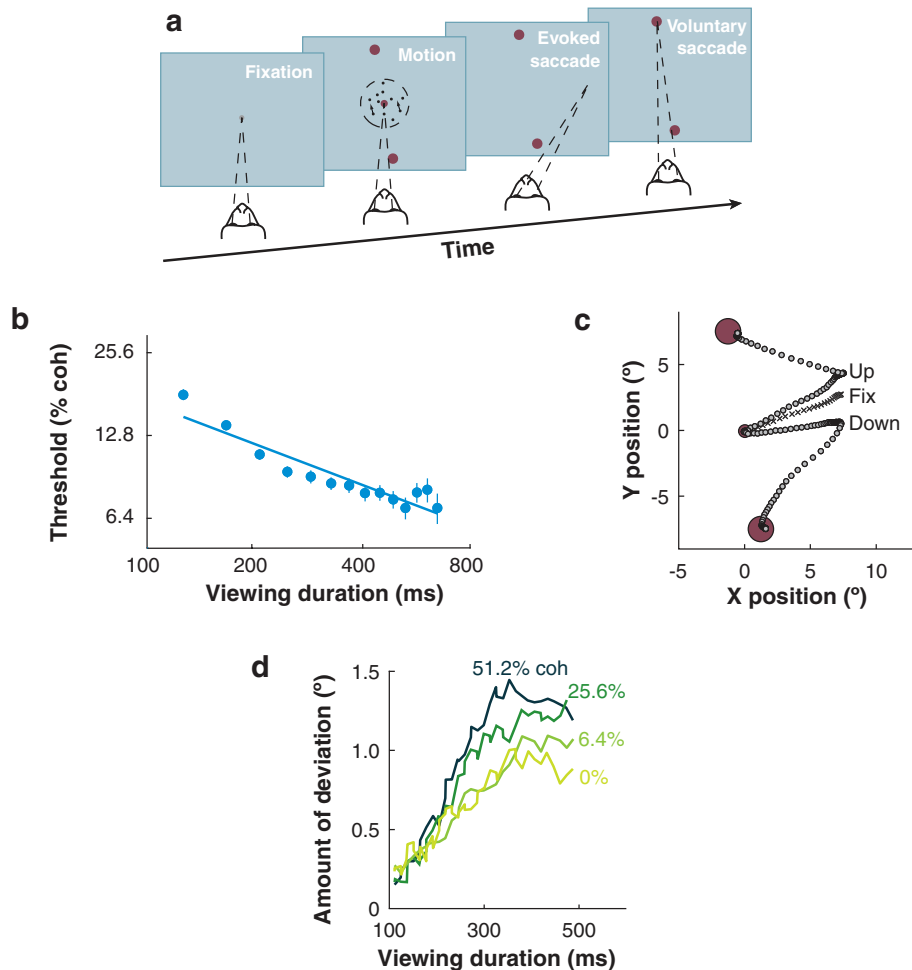 a
Fixation
Motion
Evoked
saccade
Voluntary
saccade
Time
b
Threshold (% coh)
25.6
12.8
6.4
100
200
400
800
Viewing duration (ms)
c
Y position (º)
5
0
-5
Up
Fix
Down
-5
0
5
10
X position (º)
d
Amount of deviation (º)
1.5
1.0
0.5
0
51.2% coh
25.6%
6.4%
0%
100
300
500
Viewing duration (ms)